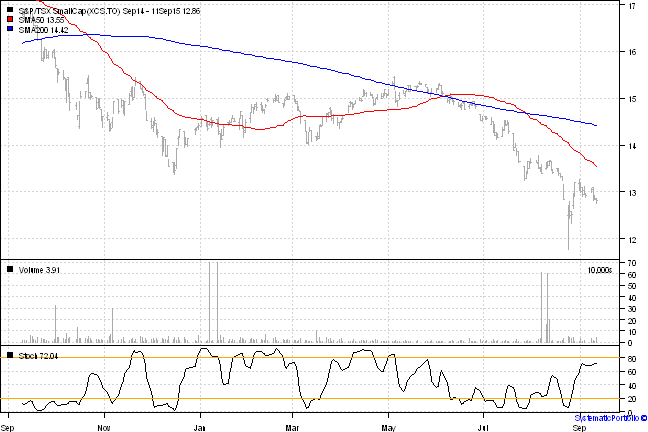 S&P/TSX SmallCap(XCS.TO) Sep14 - 11Sep15 12.86
SMA50 13.55
SMA200 14.42
17
16
15
14
13
12
Volume 3.91
10,000s
70
60
50
40
30
20
10
0
Stoch 72.04
80
60
40
20
0
Sep Nov Jan Mar May Jul Sep
SystematicPortfolio ©